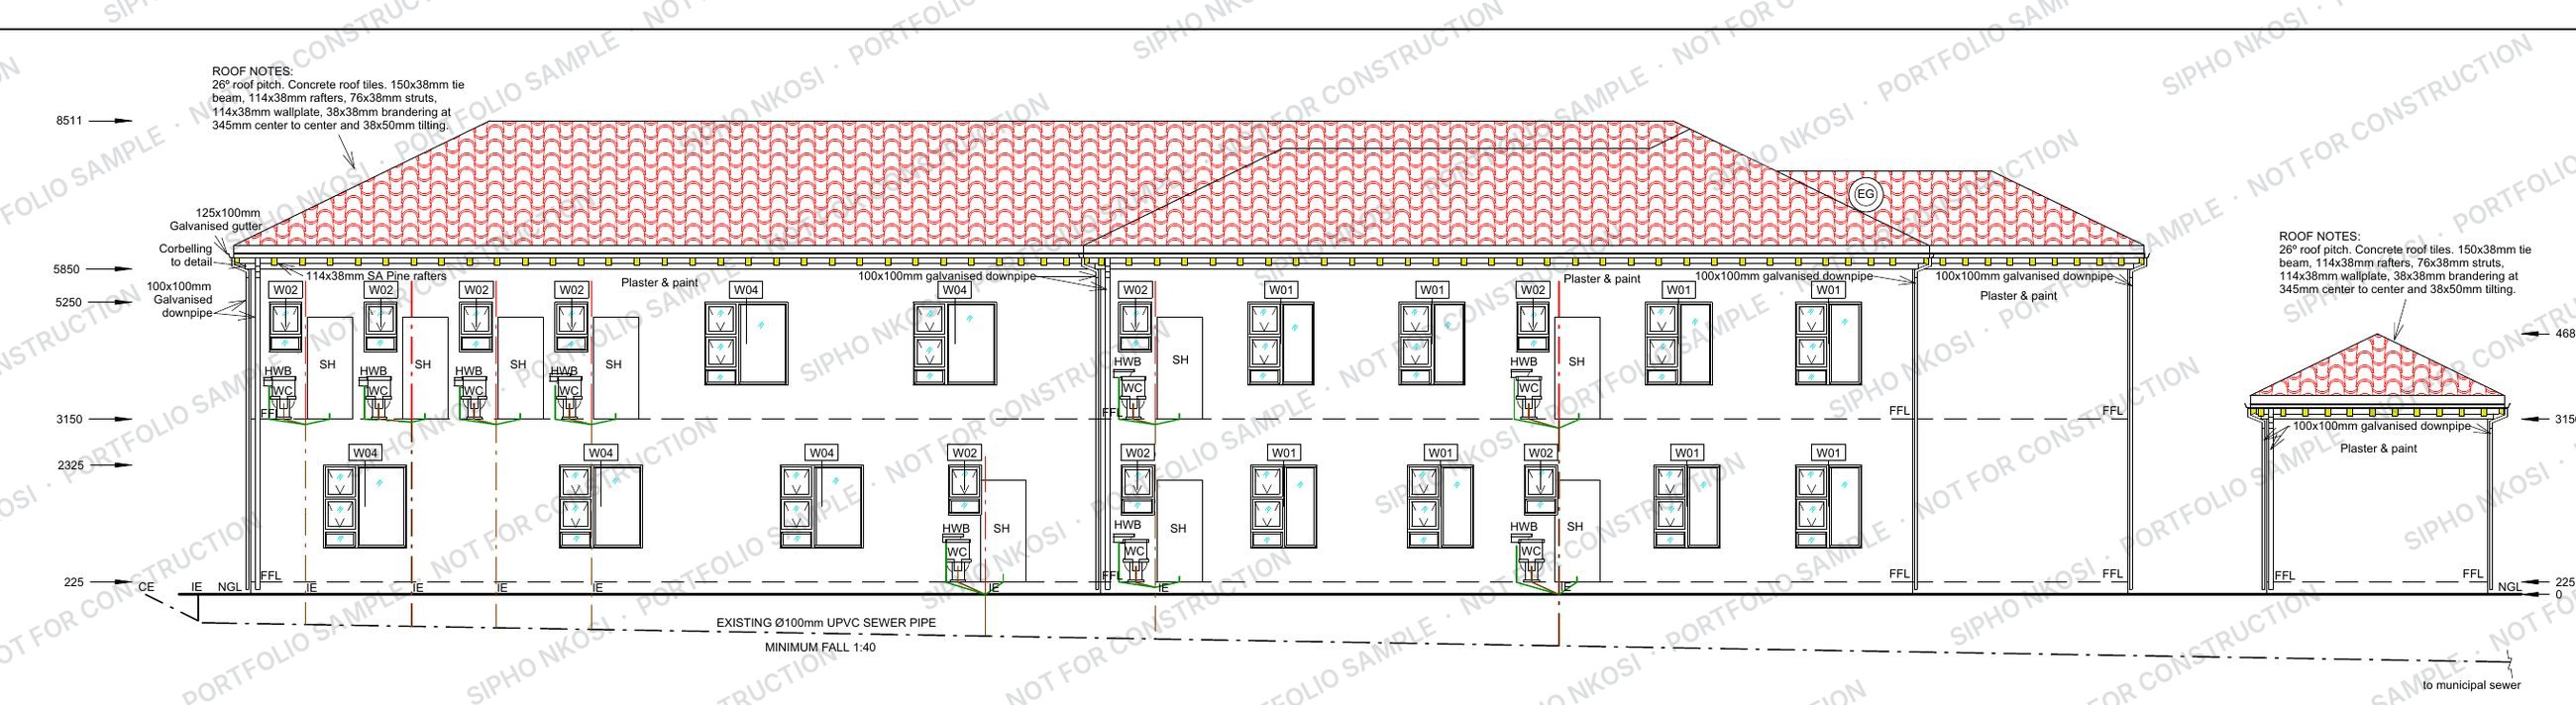 SIPHO NKOSI · PORTFOLIO SAMPLE · NOT FOR CONSTRUCTION
ROOF NOTES:
26º roof pitch. Concrete roof tiles. 150x38mm tie
beam, 114x38mm rafters, 76x38mm struts,
114x38mm wallplate, 38x38mm brandering at
345mm center to center and 38x50mm tilting.
8511
EG
125x100mm
Galvanised gutter
Corbelling
to detail
5850
114x38mm SA Pine rafters
Plaster & paint
100x100mm galvanised downpipe
Plaster & paint
100x100mm galvanised downpipe
100x100mm galvanised downpipe
Plaster & paint
100x100mm
Galvanised
downpipe
5250
W02 W02 W02 W02 W04 W04 W02 W01 W01 W02 W01 W01
SH SH SH SH SH SH
HWB HWB HWB HWB HWB HWB
WC WC WC WC WC WC
3150
FFL FFL FFL FFL
W04 W04 W04 W02 W02 W01 W01 W02 W01 W01
2325
SH SH SH
HWB HWB HWB
WC WC WC
225
FFL FFL FFL FFL
CE IE NGL IE IE IE IE IE IE IE
EXISTING Ø100mm UPVC SEWER PIPE
MINIMUM FALL 1:40
to municipal sewer
ROOF NOTES:
26º roof pitch. Concrete roof tiles. 150x38mm tie
beam, 114x38mm rafters, 76x38mm struts,
114x38mm wallplate, 38x38mm brandering at
345mm center to center and 38x50mm tilting.
468
3150
100x100mm galvanised downpipe
Plaster & paint
FFL FFL
225
NGL
0